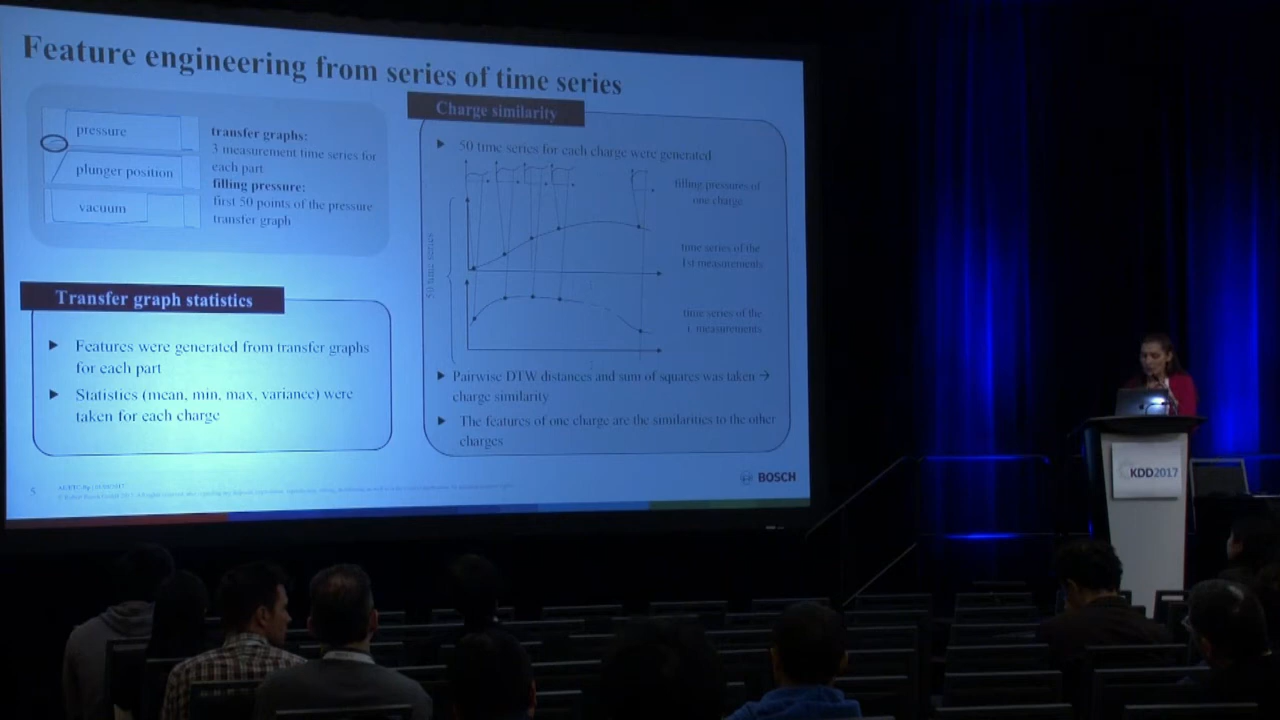 Feature engineering from series of time series
pressure
plunger position
vacuum
transfer graphs:
3 measurement time series for
each part
filling pressure:
first 50 points of the pressure
transfer graph
Transfer graph statistics
► Features were generated from transfer graphs
for each part
► Statistics (mean, min, max, variance) were
taken for each charge
Charge similarity
► 50 time series for each charge were generated
filling pressures of
one charge
50 time series
time series of the
1st measurements
time series of the
measurements
► Pairwise DTW distances and sum of squares was taken →
charge similarity
► The features of one charge are the similarities to the other
charges
5
BOSCH
KDD2017